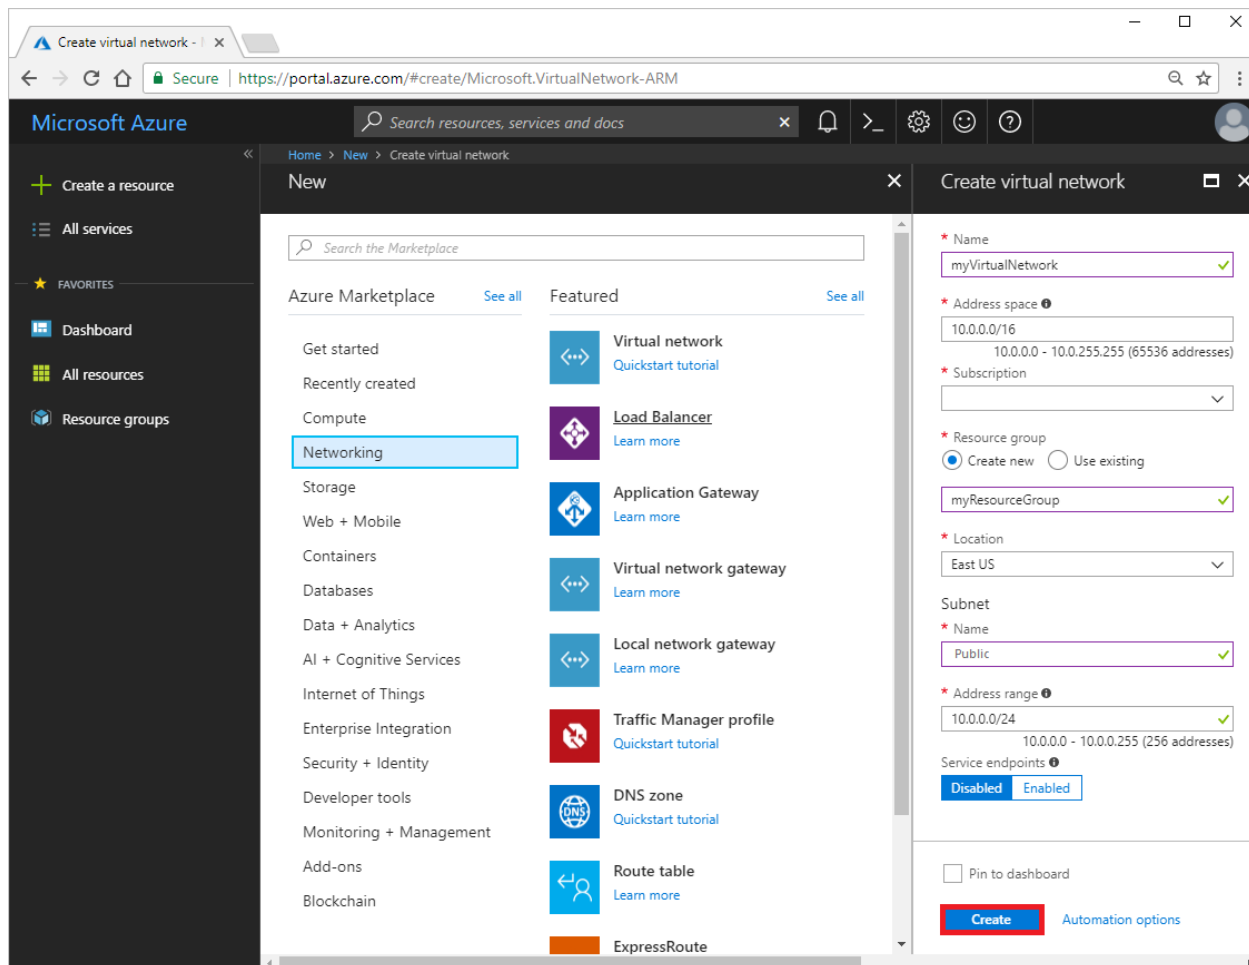 Create virtual network -
Secure https://portal.azure.com/#create/Microsoft.VirtualNetwork-ARM
Microsoft Azure
Search resources, services and docs
Home > New > Create virtual network
Create a resource
All services
FAVORITES
Dashboard
All resources
Resource groups
New
Search the Marketplace
Azure Marketplace See all
Get started
Recently created
Compute
Networking
Storage
Web + Mobile
Containers
Databases
Data + Analytics
AI + Cognitive Services
Internet of Things
Enterprise Integration
Security + Identity
Developer tools
Monitoring + Management
Add-ons
Blockchain
Featured See all
Virtual network
Quickstart tutorial
Load Balancer
Learn more
Application Gateway
Learn more
Virtual network gateway
Learn more
Local network gateway
Learn more
Traffic Manager profile
Quickstart tutorial
DNS
DNS zone
Quickstart tutorial
Route table
Learn more
ExpressRoute
Create virtual network
* Name
myVirtualNetwork
* Address space
10.0.0.0/16
10.0.0.0 - 10.0.255.255 (65536 addresses)
* Subscription
* Resource group
Create new Use existing
myResourceGroup
* Location
East US
Subnet
* Name
Public
* Address range
10.0.0.0/24
10.0.0.0 - 10.0.0.255 (256 addresses)
Service endpoints
Disabled Enabled
Pin to dashboard
Create Automation options